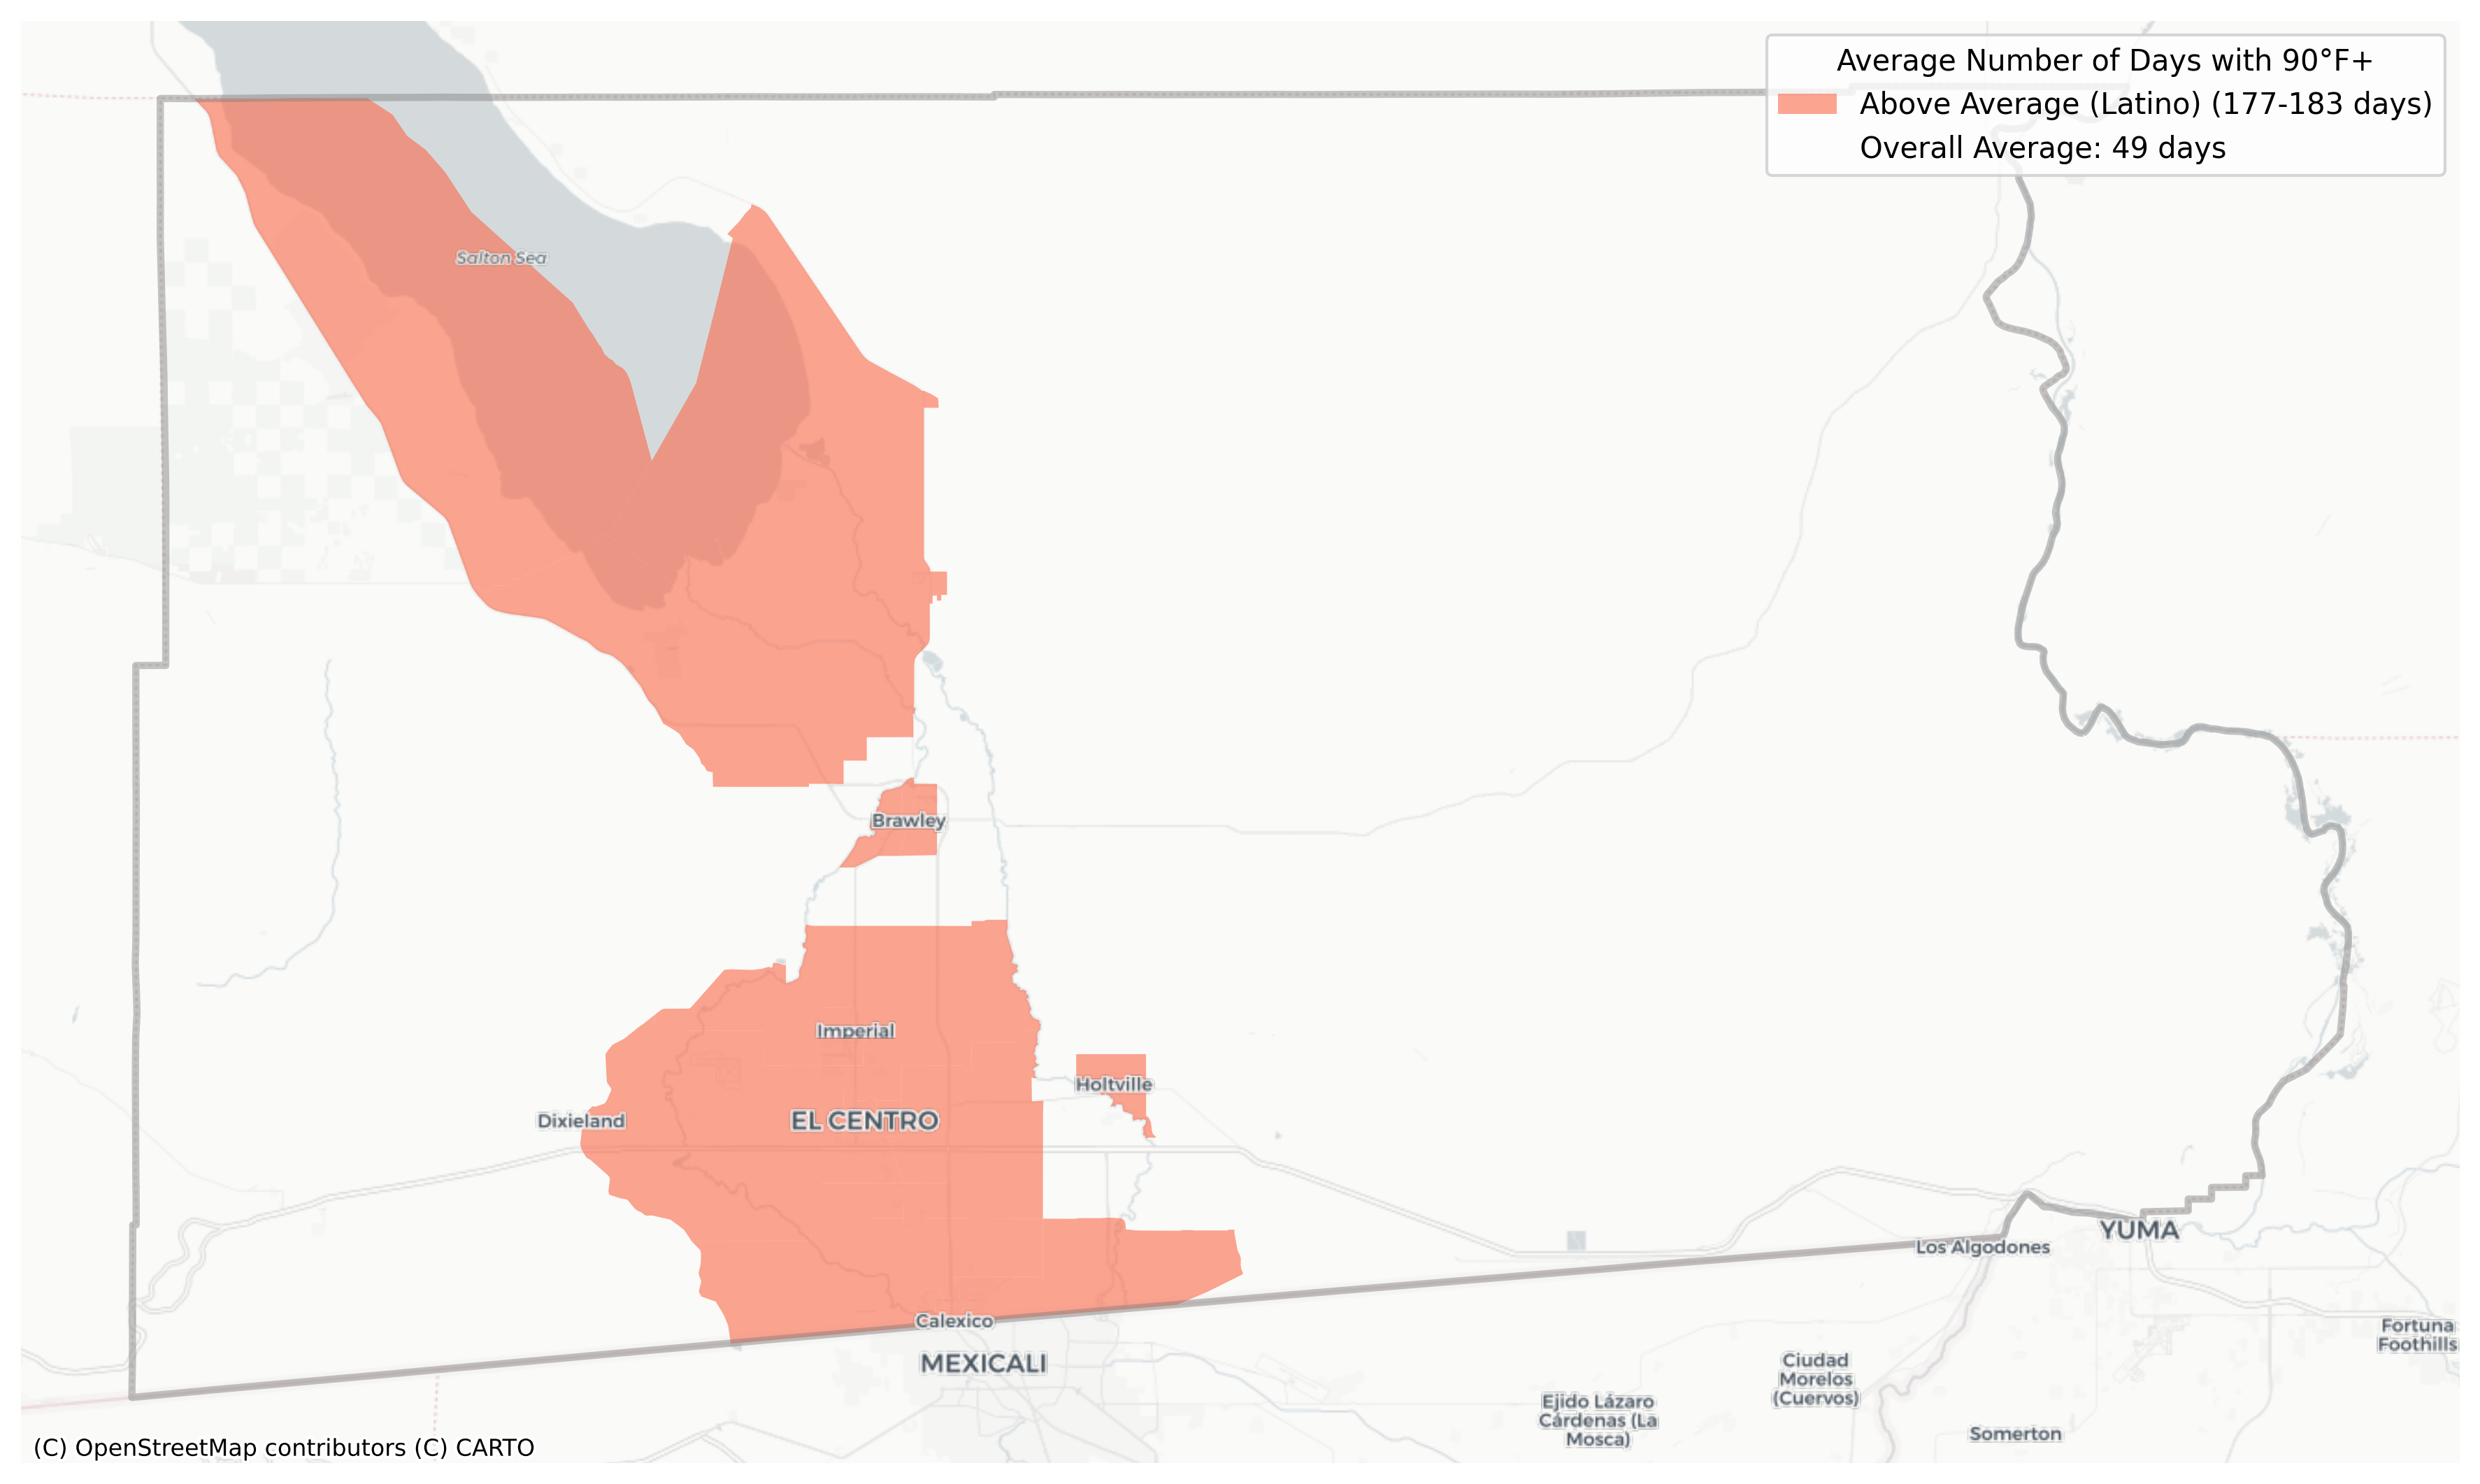 Average Number of Days with 90°F+
Above Average (Latino) (177-183 days)
Overall Average: 49 days
Salton Sea
Brawley
Imperial
Holtville
Dixieland
EL CENTRO
YUMA
Los Algodones
Calexico
Fortuna
Foothills
MEXICALI
Ciudad
Morelos
(Cuervos)
Ejido Lázaro
Cárdenas (La
Mosca)
Somerton
(C) OpenStreetMap contributors (C) CARTO